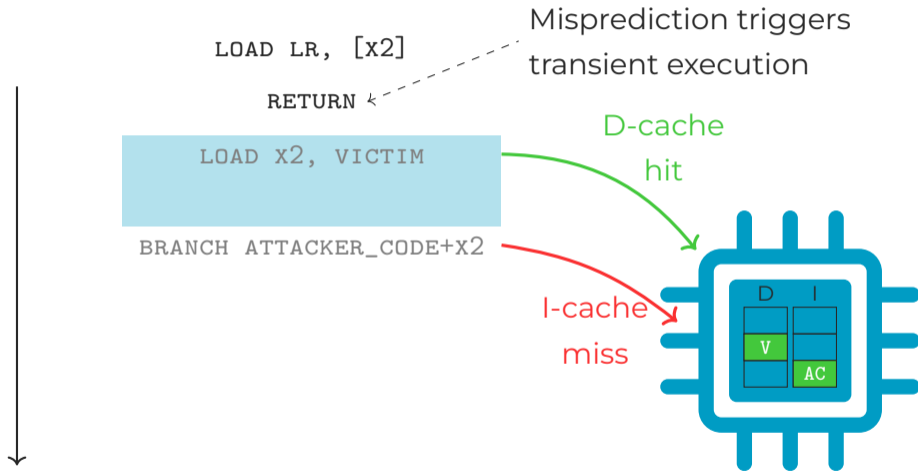 Misprediction triggers
transient execution
LOAD LR, [X2]
RETURN
LOAD X2, VICTIM
BRANCH ATTACKER_CODE+X2
D-cache
hit
I-cache
miss
D I
V
AC